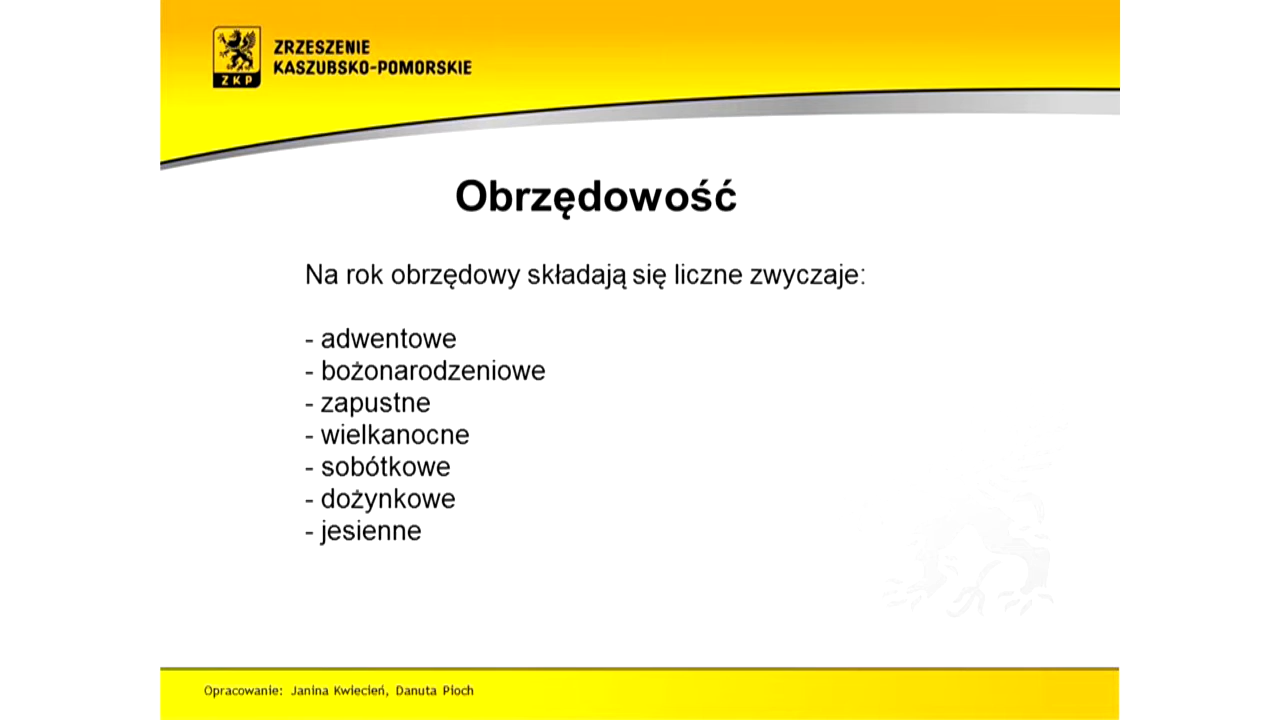 ZKP
ZRZESZENIE
KASZUBSKO-POMORSKIE
Obrzędowość
Na rok obrzędowy składają się liczne zwyczaje:
- adwentowe
- bożonarodzeniowe
- zapustne
- wielkanocne
- sobótkowe
- dożynkowe
- jesienne
Opracowanie: Janina Kwiecień, Danuta Pioch